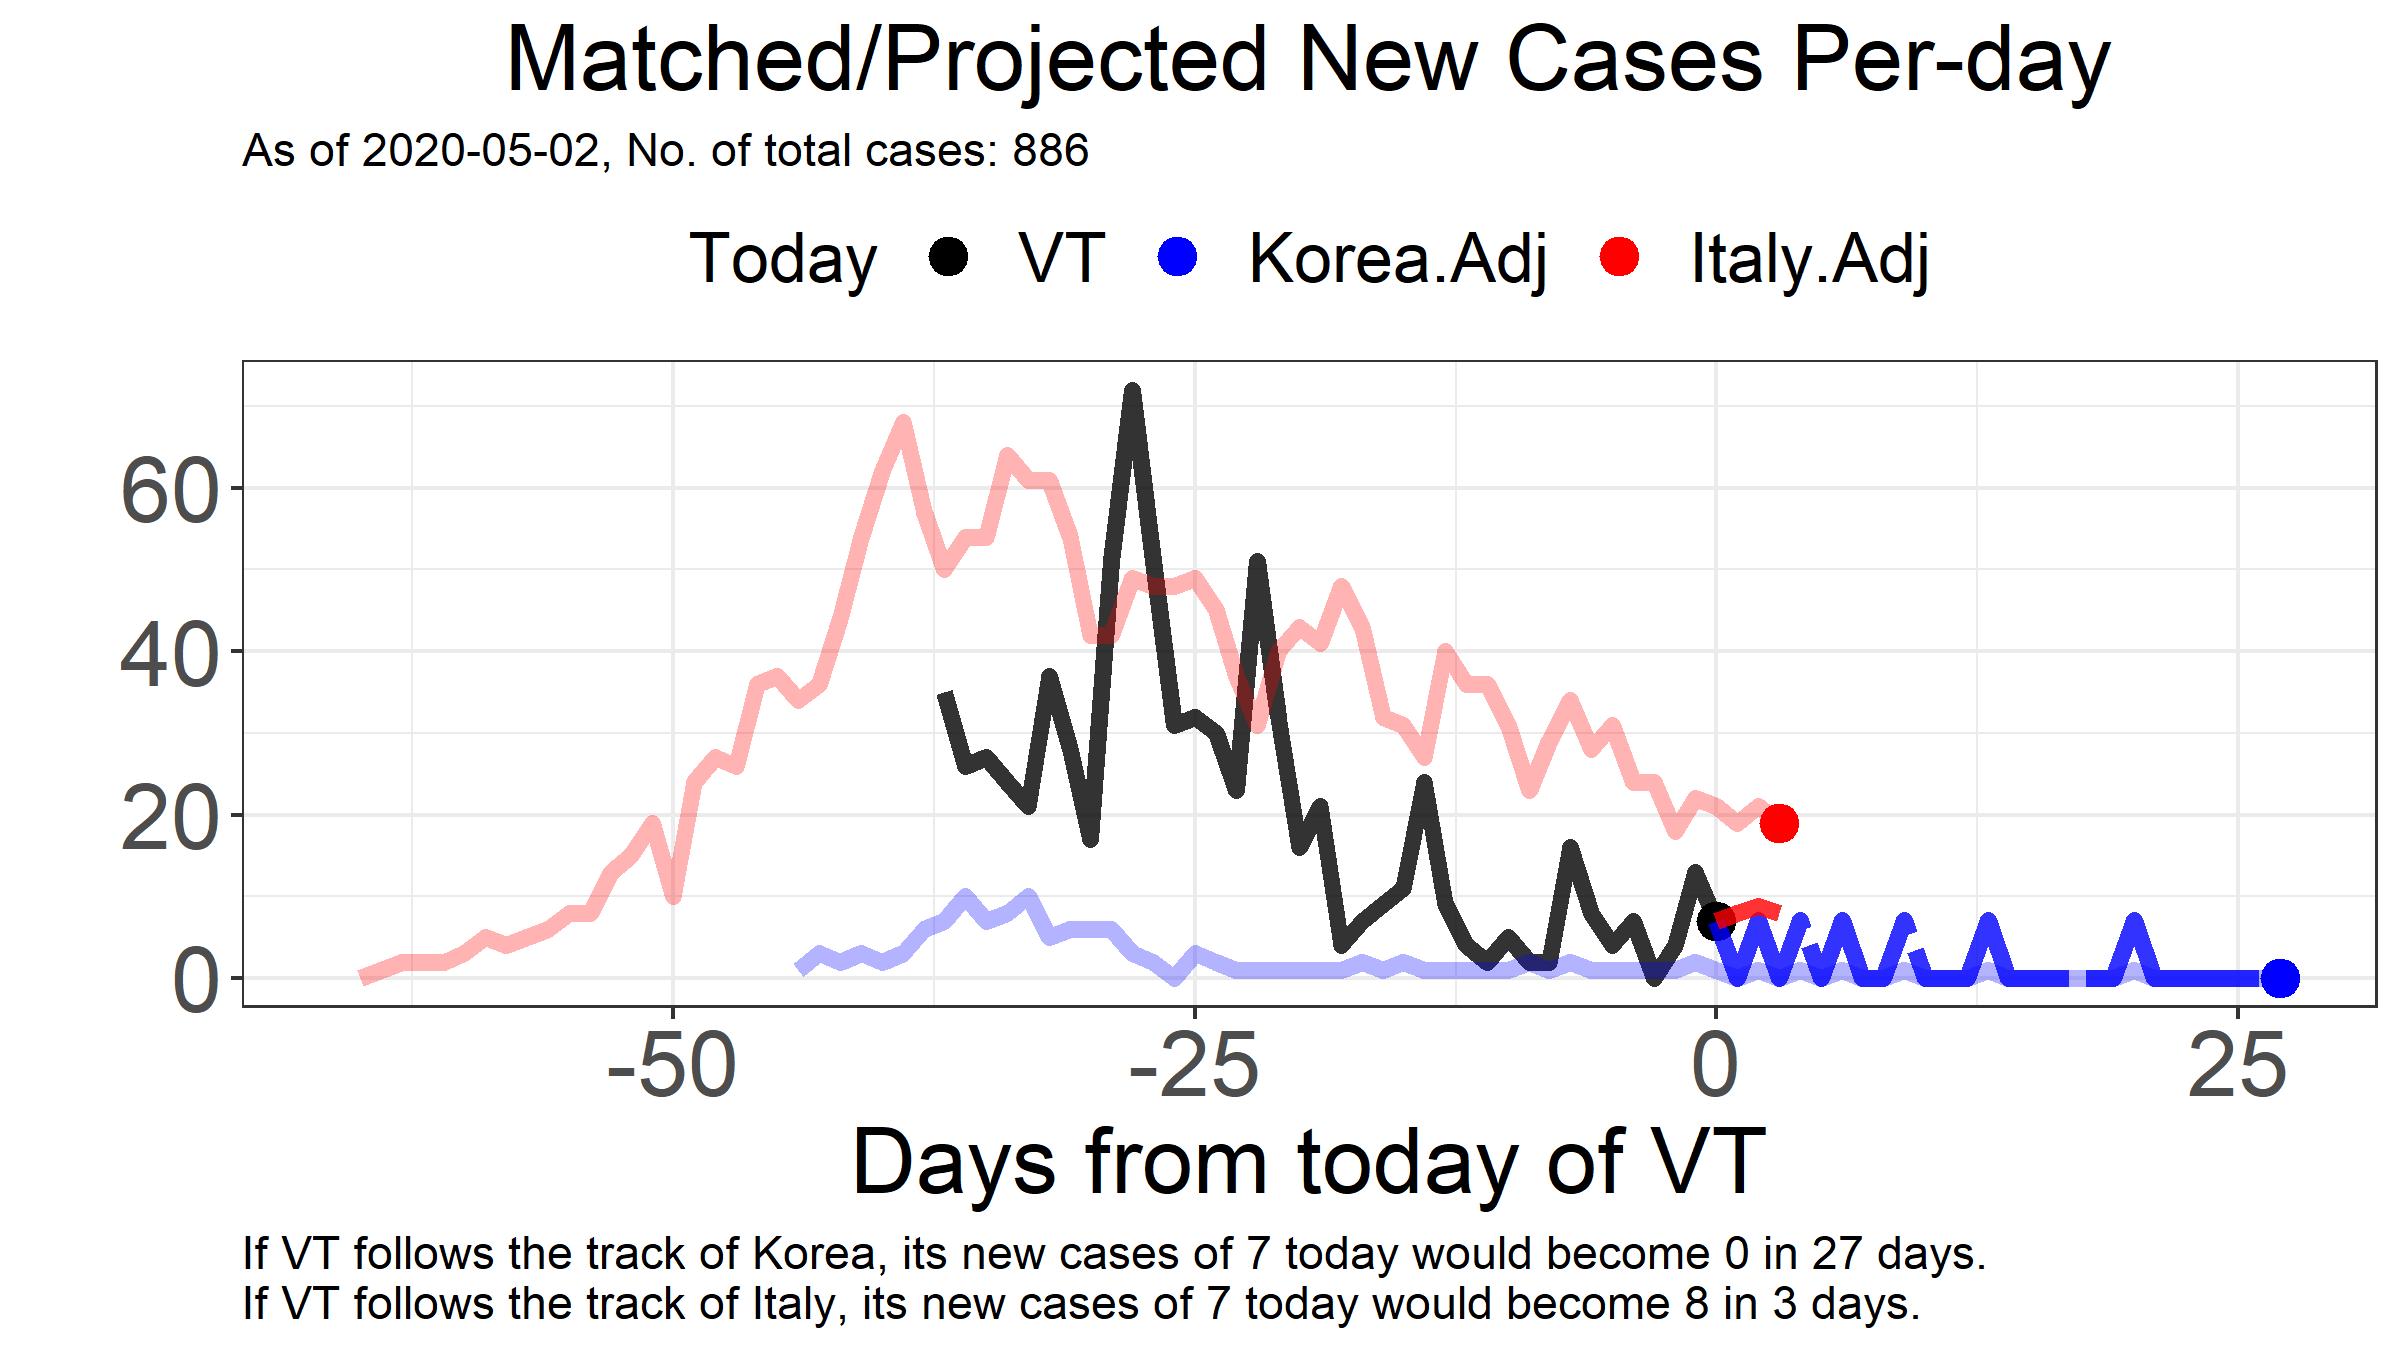 Matched/Projected New Cases Per-day
As of 2020-05-02, No. of total cases: 886
Today VT Korea.Adj Italy.Adj
60
40
20
0
-50 -25 0 25
Days from today of VT
If VT follows the track of Korea, its new cases of 7 today would become 0 in 27 days.
If VT follows the track of Italy, its new cases of 7 today would become 8 in 3 days.